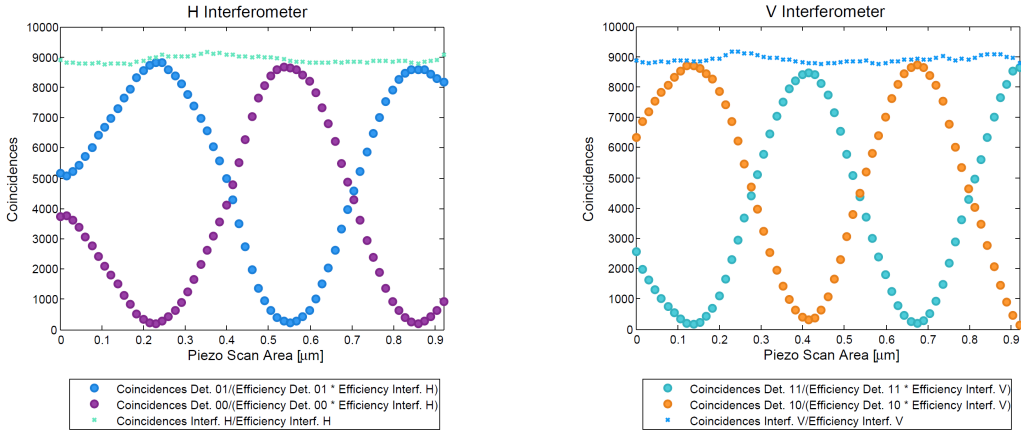 H Interferometer
10000
9000
8000
7000
6000
5000
4000
3000
2000
1000
0
Coincidences
0 0.1 0.2 0.3 0.4 0.5 0.6 0.7 0.8 0.9
Piezo Scan Area [μm]
Coincidences Det. 01/(Efficiency Det. 01 * Efficiency Interf. H)
Coincidences Det. 00/(Efficiency Det. 00 * Efficiency Interf. H)
Coincidences Interf. H/Efficiency Interf. H
V Interferometer
10000
9000
8000
7000
6000
5000
4000
3000
2000
1000
0
Coincidences
0 0.1 0.2 0.3 0.4 0.5 0.6 0.7 0.8 0.9
Piezo Scan Area [μm]
Coincidences Det. 11/(Efficiency Det. 11 * Efficiency Interf. V)
Coincidences Det. 10/(Efficiency Det. 10 * Efficiency Interf. V)
Coincidences Interf. V/Efficiency Interf. V